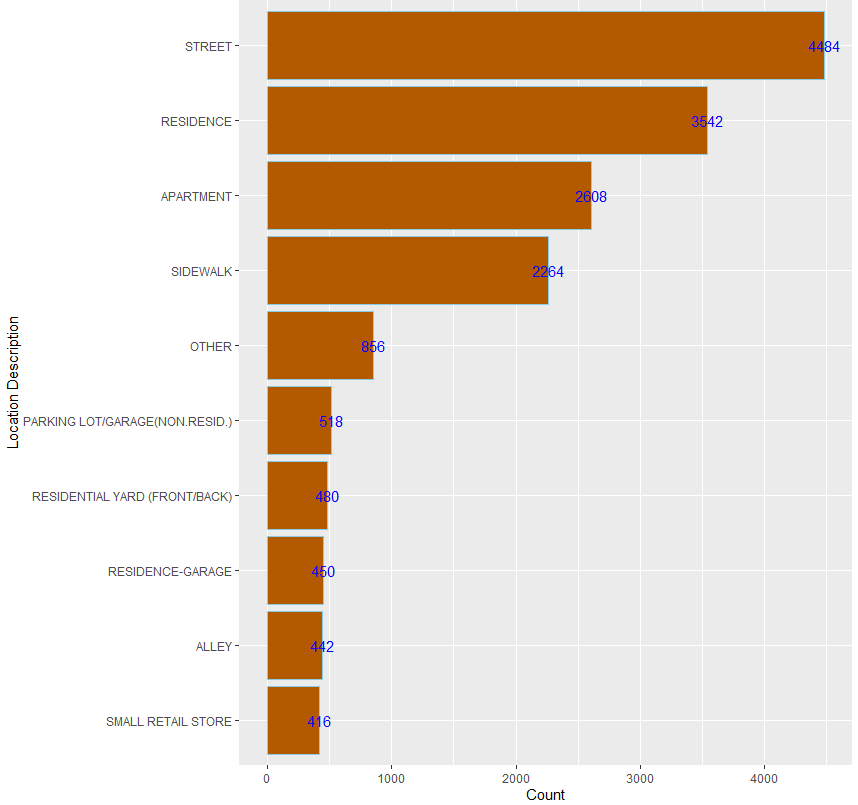 STREET 4484
RESIDENCE 3542
APARTMENT 2608
SIDEWALK 2264
OTHER 856
PARKING LOT/GARAGE(NON.RESID.) 518
RESIDENTIAL YARD (FRONT/BACK) 480
RESIDENCE-GARAGE 450
ALLEY 442
SMALL RETAIL STORE 416
Location Description
0 1000 2000 3000 4000
Count